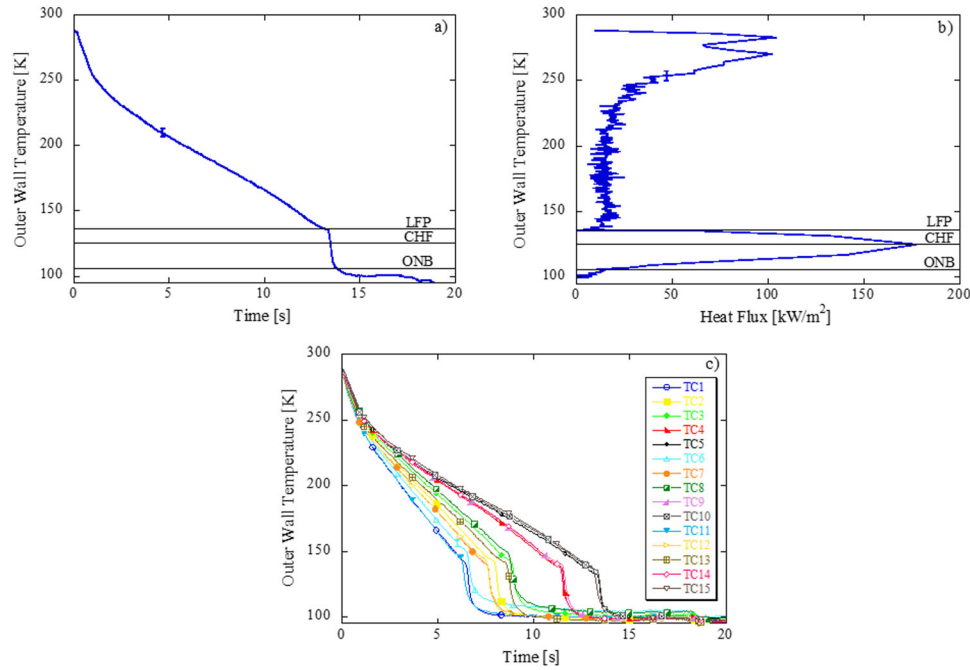 a)
300
250
200
150
100
Outer Wall Temperature [K]
LFP
CHF
ONB
0 5 10 15 20
Time [s]
b)
300
250
200
150
100
Outer Wall Temperature [K]
LFP
CHF
ONB
0 50 100 150 200
Heat Flux [kW/m²]
c)
300
250
200
150
100
Outer Wall Temperature [K]
TC1
TC2
TC3
TC4
TC5
TC6
TC7
TC8
TC9
TC10
TC11
TC12
TC13
TC14
TC15
0 5 10 15 20
Time [s]